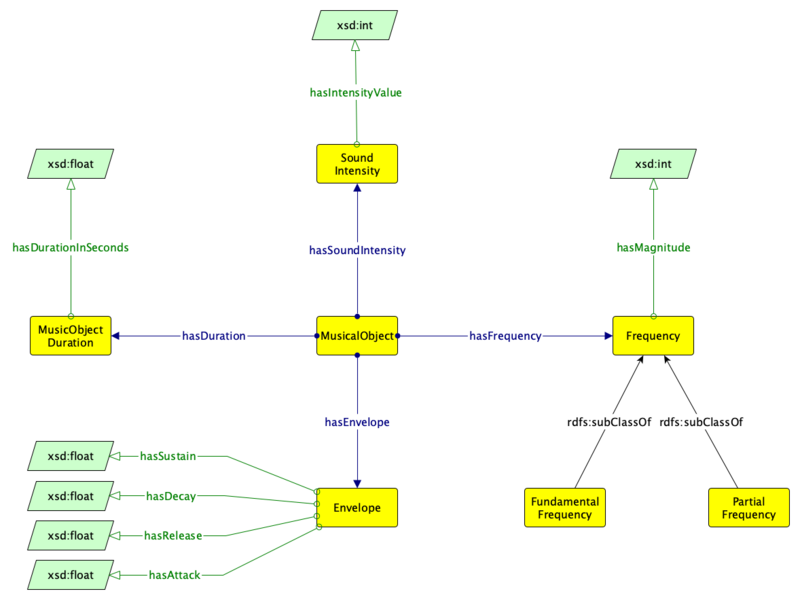 xsd:int
hasIntensityValue
Sound
Intensity
xsd:float
xsd:int
hasDurationInSeconds
hasSoundIntensity
hasMagnitude
MusicObject
Duration
hasDuration
MusicalObject
hasFrequency
Frequency
hasEnvelope
rdfs:subClassOf
rdfs:subClassOf
xsd:float
hasSustain
xsd:float
hasDecay
Envelope
Fundamental
Frequency
Partial
Frequency
xsd:float
hasRelease
xsd:float
hasAttack